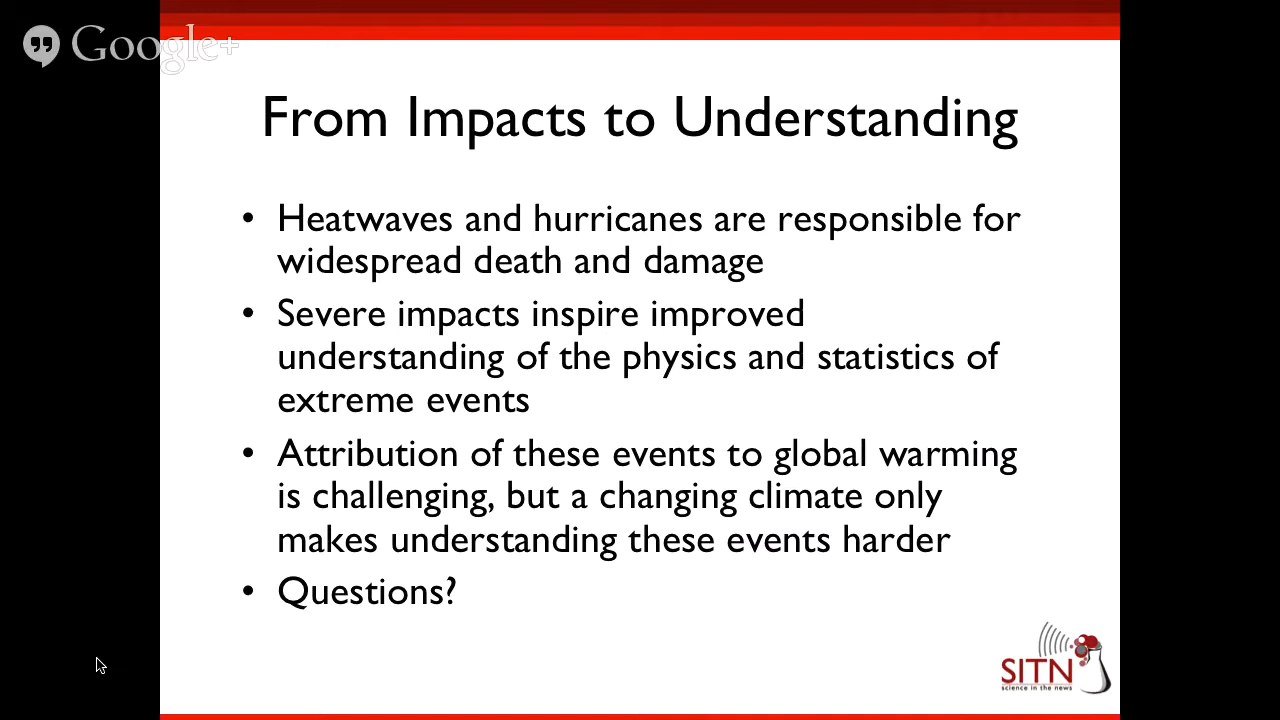 Google+
From Impacts to Understanding
• Heatwaves and hurricanes are responsible for
widespread death and damage
• Severe impacts inspire improved
understanding of the physics and statistics of
extreme events
• Attribution of these events to global warming
is challenging, but a changing climate only
makes understanding these events harder
• Questions?
SITN
science in the news